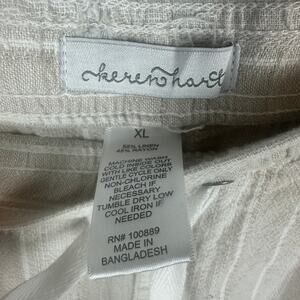 keren hart
XL
55% LINEN
45% RAYON
MACHINE WASH
COLD INSIDE OUT
WITH LIKE COLORS
GENTLE CYCLE ONLY
NON-CHLORINE
BLEACH IF
NECESSARY
TUMBLE DRY LOW
COOL IRON IF
NEEDED
RN# 100889
MADE IN
BANGLADESH